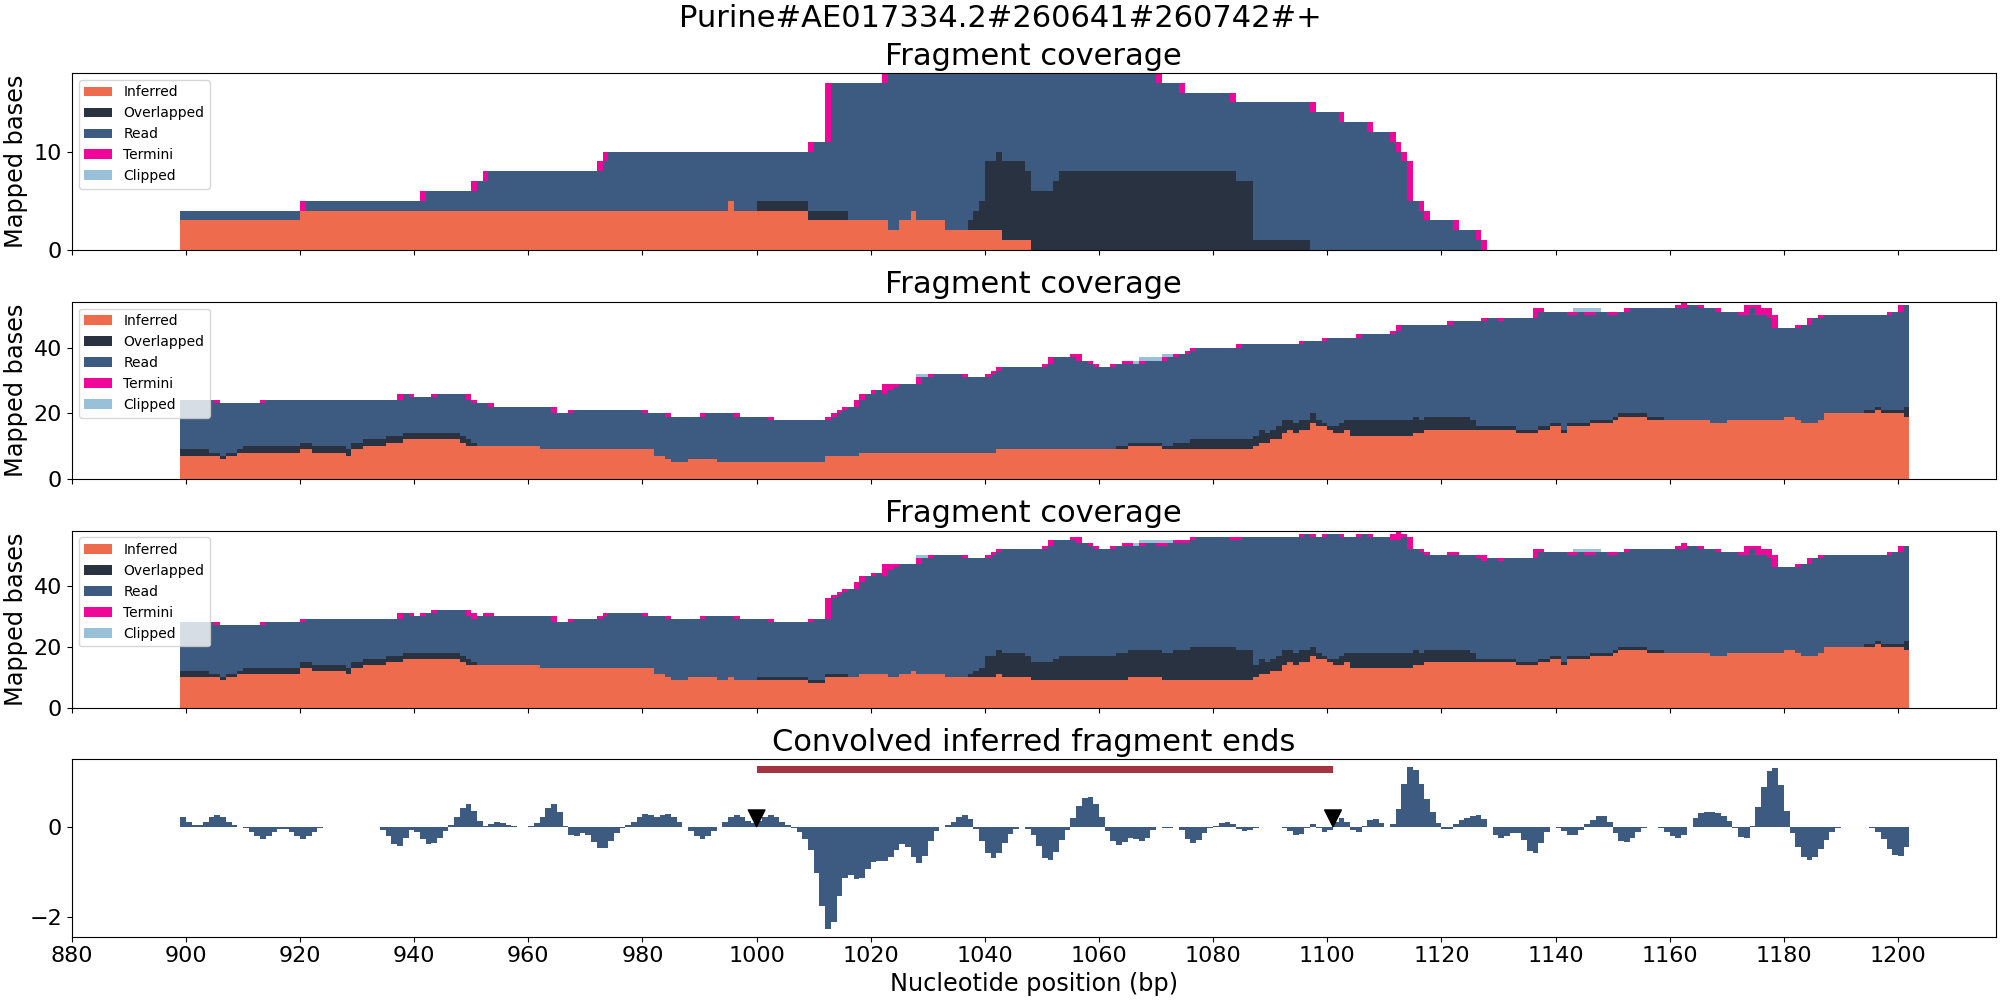 Purine#AE017334.2#260641#260742#+
Fragment coverage
Mapped bases
10
0
Inferred
Overlapped
Read
Termini
Clipped
Fragment coverage
Mapped bases
40
20
0
Inferred
Overlapped
Read
Termini
Clipped
Fragment coverage
Mapped bases
40
20
0
Inferred
Overlapped
Read
Termini
Clipped
Convolved inferred fragment ends
0
−2
880 900 920 940 960 980 1000 1020 1040 1060 1080 1100 1120 1140 1160 1180 1200
Nucleotide position (bp)